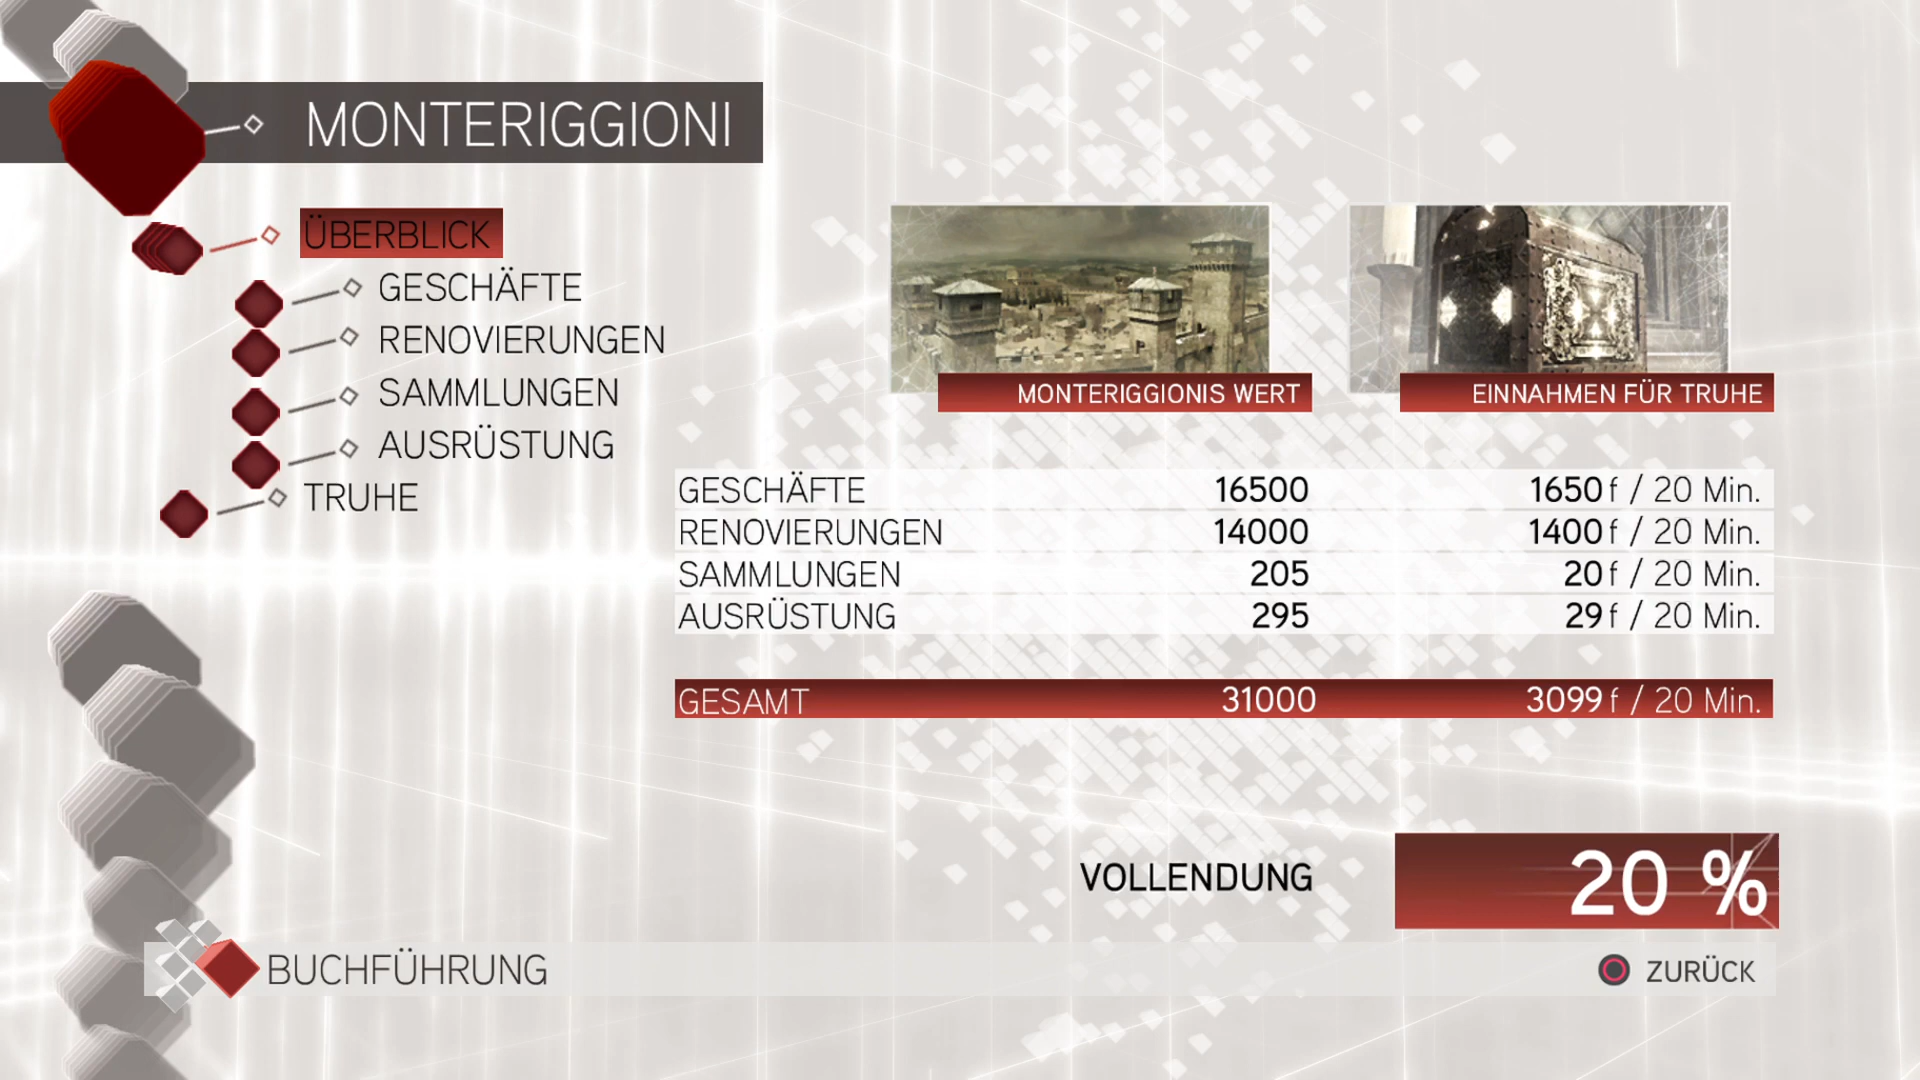 MONTERIGGIONI
ÜBERBLICK
GESCHÄFTE
RENOVIERUNGEN
SAMMLUNGEN
AUSRÜSTUNG
TRUHE
MONTERIGGIONIS WERT EINNAHMEN FÜR TRUHE
GESCHÄFTE 16500 1650 f / 20 Min.
RENOVIERUNGEN 14000 1400 f / 20 Min.
SAMMLUNGEN 205 20 f / 20 Min.
AUSRÜSTUNG 295 29 f / 20 Min.
GESAMT 31000 3099 f / 20 Min.
VOLLENDUNG 20 %
BUCHFÜHRUNG ZURÜCK